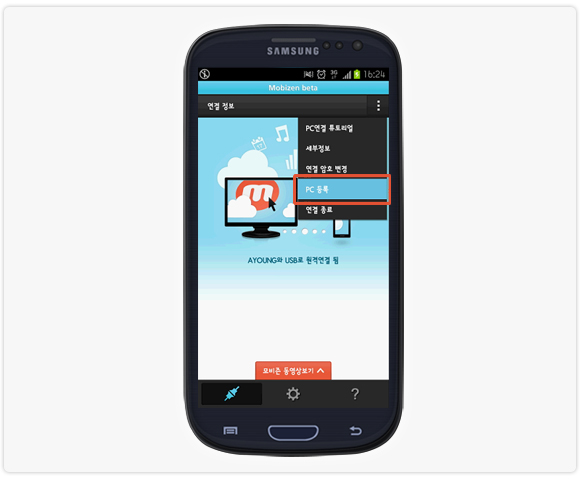 SAMSUNG
3G
16:24
Mobizen beta
연결 정보
PC연결 튜토리얼
세부정보
연결 암호 변경
PC 등록
연결 종료
m
AYOUNG와 USB로 원격연결 됨
모비즌 동영상보기
?